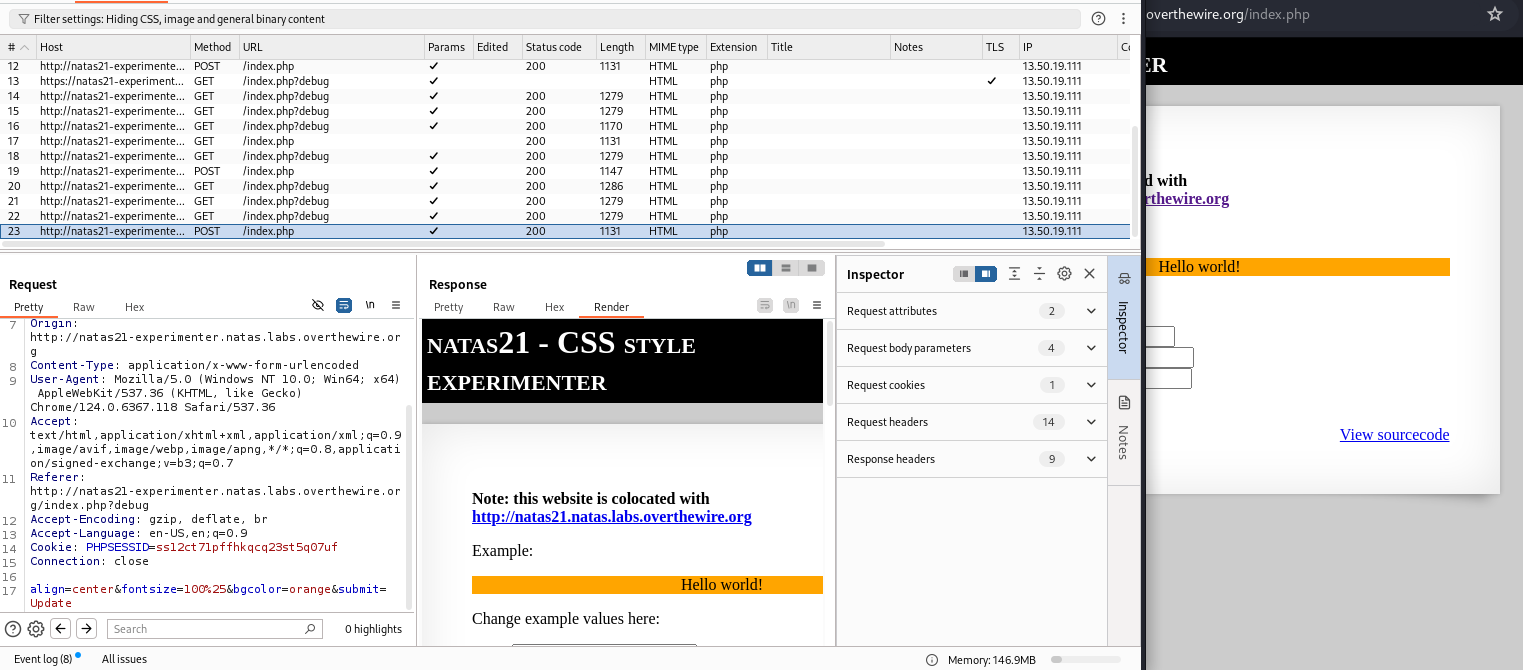 Filter settings: Hiding CSS, image and general binary content
# Host Method URL Params Edited Status code Length MIME type Extension Title Notes TLS IP
12 http://natas21-experimente... POST /index.php ✓ 200 1131 HTML php 13.50.19.111
13 https://natas21-experiment... GET /index.php?debug ✓ HTML php ✓ 13.50.19.111
14 http://natas21-experimente... GET /index.php?debug ✓ 200 1279 HTML php 13.50.19.111
15 http://natas21-experimente... GET /index.php?debug ✓ 200 1279 HTML php 13.50.19.111
16 http://natas21-experimente... GET /index.php?debug ✓ 200 1170 HTML php 13.50.19.111
17 http://natas21-experimente... GET /index.php 200 1131 HTML php 13.50.19.111
18 http://natas21-experimente... GET /index.php?debug ✓ 200 1279 HTML php 13.50.19.111
19 http://natas21-experimente... POST /index.php ✓ 200 1147 HTML php 13.50.19.111
20 http://natas21-experimente... GET /index.php?debug ✓ 200 1286 HTML php 13.50.19.111
21 http://natas21-experimente... GET /index.php?debug ✓ 200 1279 HTML php 13.50.19.111
22 http://natas21-experimente... GET /index.php?debug ✓ 200 1279 HTML php 13.50.19.111
23 http://natas21-experimente... POST /index.php ✓ 200 1131 HTML php 13.50.19.111
Request
Pretty Raw Hex
\n
7 Origin:
http://natas21-experimenter.natas.labs.overthewire.or
g
8 Content-Type: application/x-www-form-urlencoded
9 User-Agent: Mozilla/5.0 (Windows NT 10.0; Win64; x64)
AppleWebKit/537.36 (KHTML, like Gecko)
Chrome/124.0.6367.118 Safari/537.36
10 Accept:
text/html,application/xhtml+xml,application/xml;q=0.9
,image/avif,image/webp,image/apng,*/*;q=0.8,applicati
on/signed-exchange;v=b3;q=0.7
11 Referer:
http://natas21-experimenter.natas.labs.overthewire.or
g/index.php?debug
12 Accept-Encoding: gzip, deflate, br
13 Accept-Language: en-US,en;q=0.9
14 Cookie: PHPSESSID=ss12ct71pffhkqcq23st5q07uf
15 Connection: close
16
17 align=center&fontsize=100%25&bgcolor=orange&submit=
Update
Search
0 highlights
Response
Pretty Raw Hex Render
\n
NATAS21 - CSS STYLE
EXPERIMENTER
Note: this website is colocated with
http://natas21.natas.labs.overthewire.org
Example:
Hello world!
Change example values here:
Inspector
Request attributes 2
Request body parameters 4
Request cookies 1
Request headers 14
Response headers 9
Inspector
Notes
Event log (8) All issues
Memory: 146.9MB
overthewire.org/index.php
ER
d with
rthewire.org
Hello world!
View sourcecode